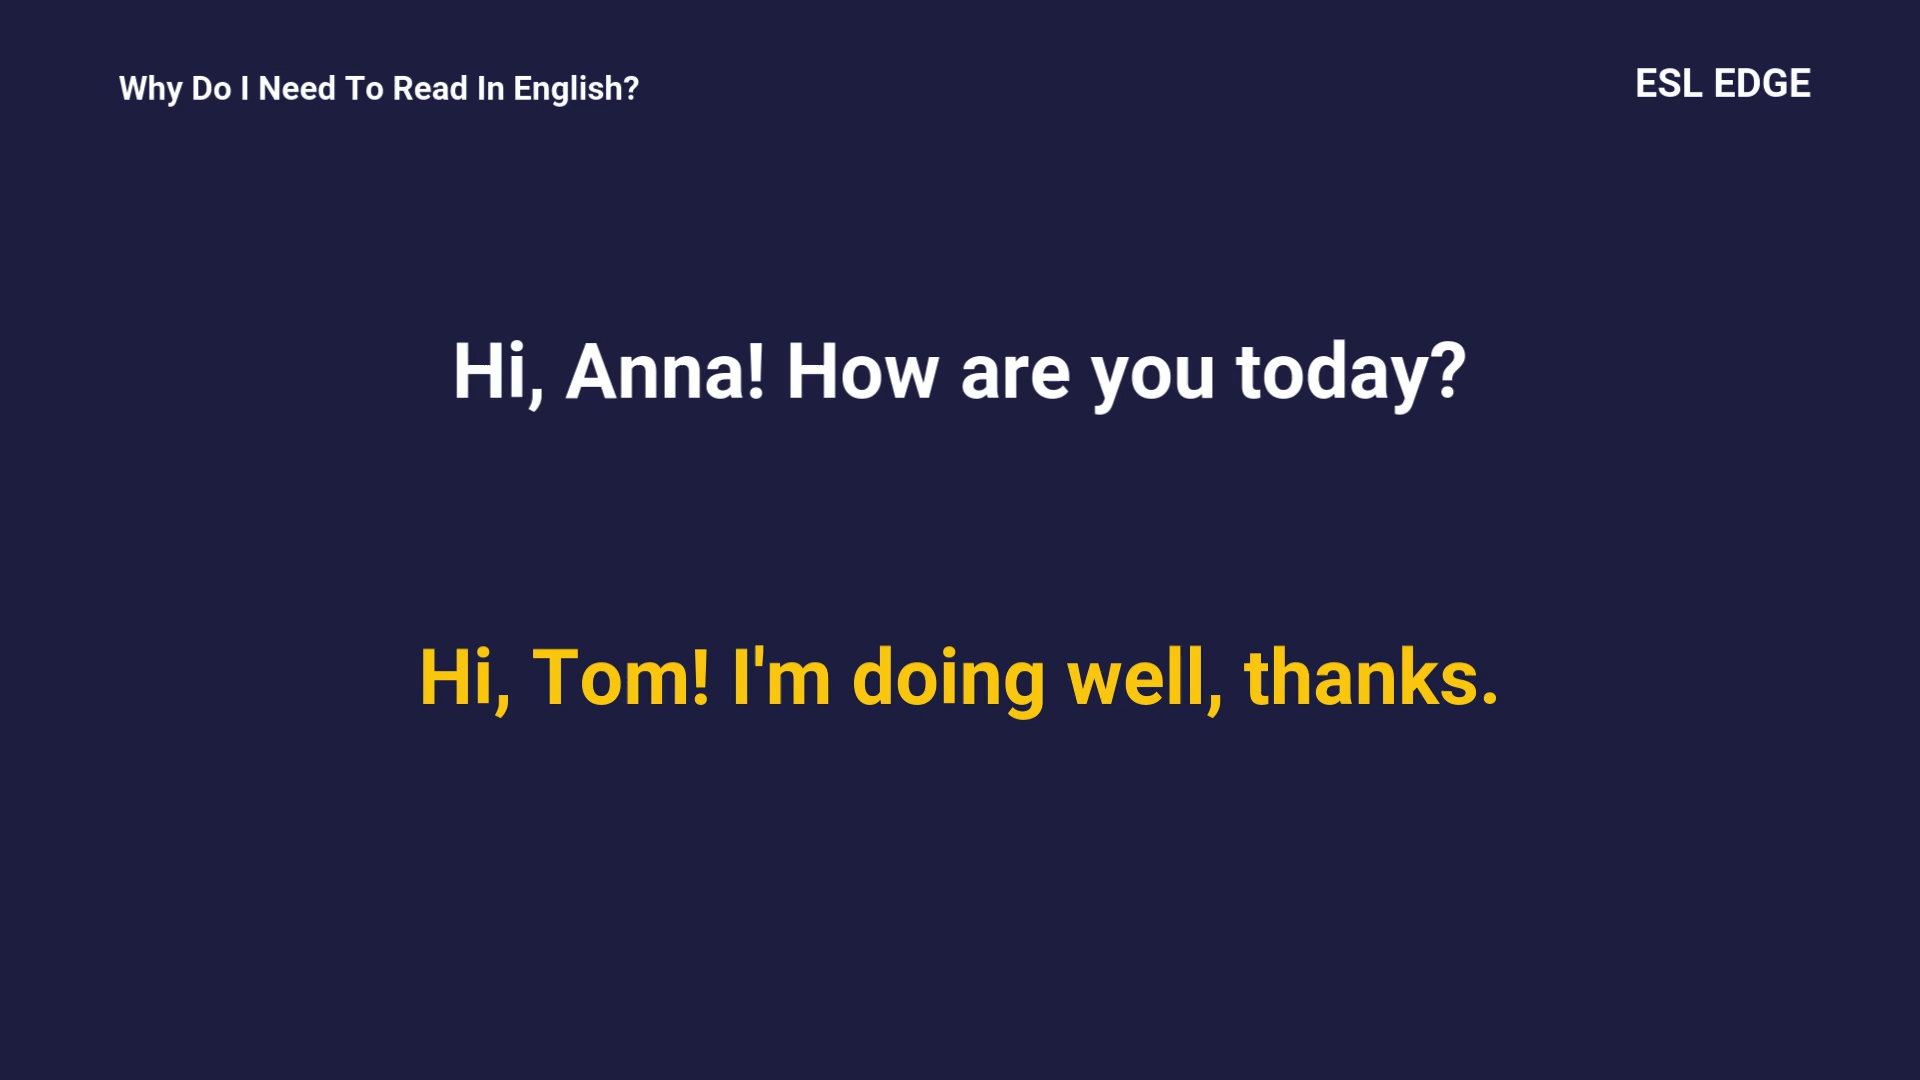 Why Do I Need To Read In English?
ESL EDGE
Hi, Anna! How are you today?
Hi, Tom! I'm doing well, thanks.